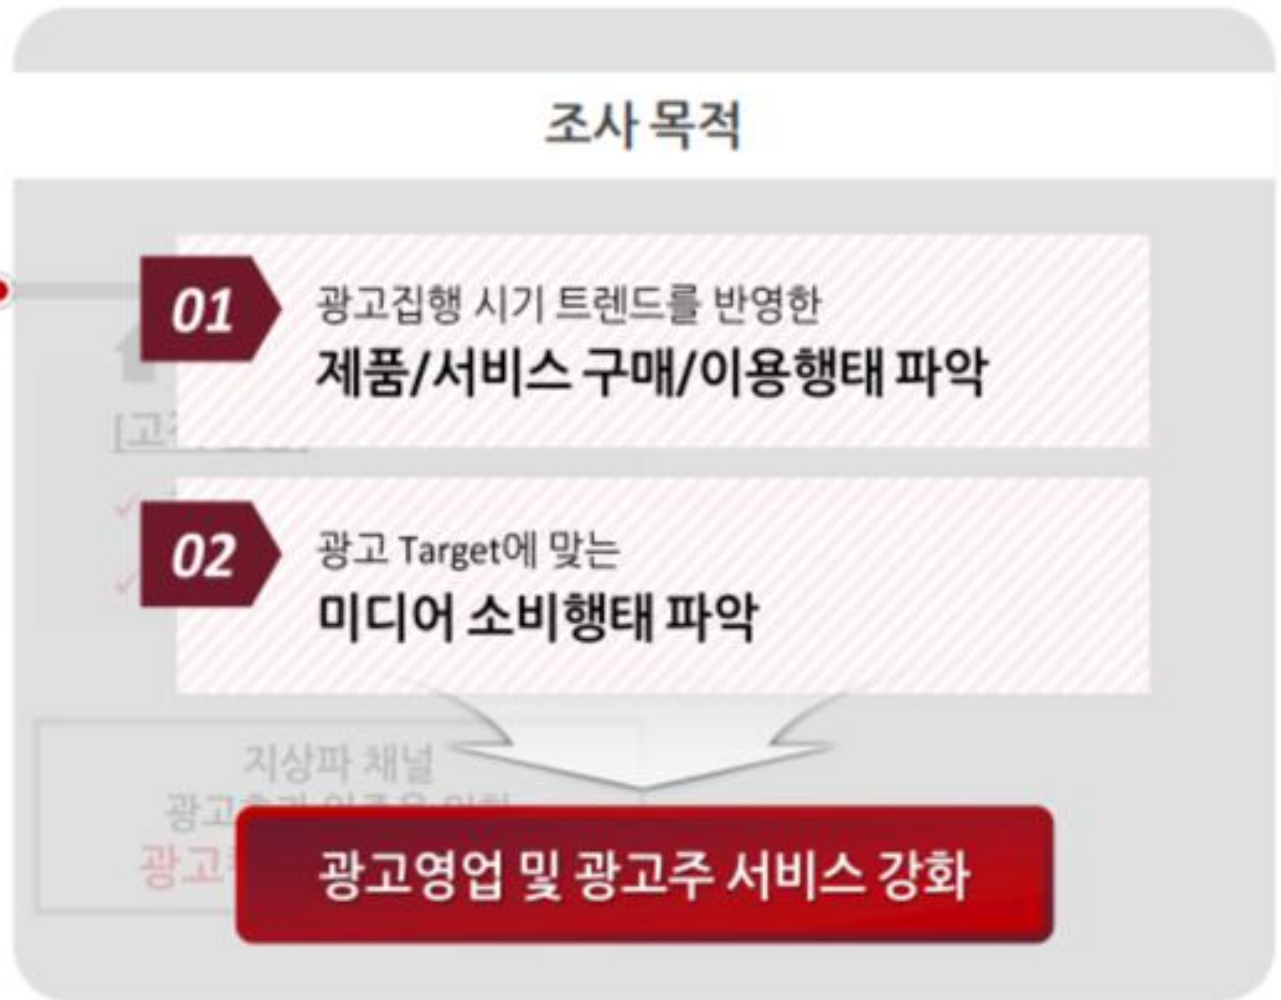 조사 목적
01
광고집행 시기 트렌드를 반영한
제품/서비스 구매/이용행태 파악
02
광고 Target에 맞는
미디어 소비행태 파악
지상파 채널
광고영업 및 광고주 서비스 강화